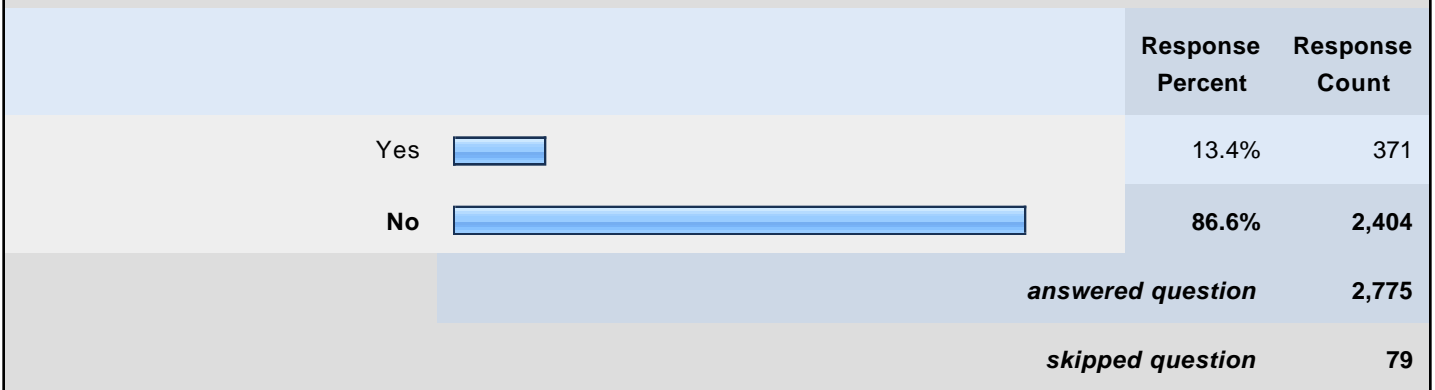 Response Response
Percent Count
Yes 13.4% 371
No 86.6% 2,404
answered question 2,775
skipped question 79